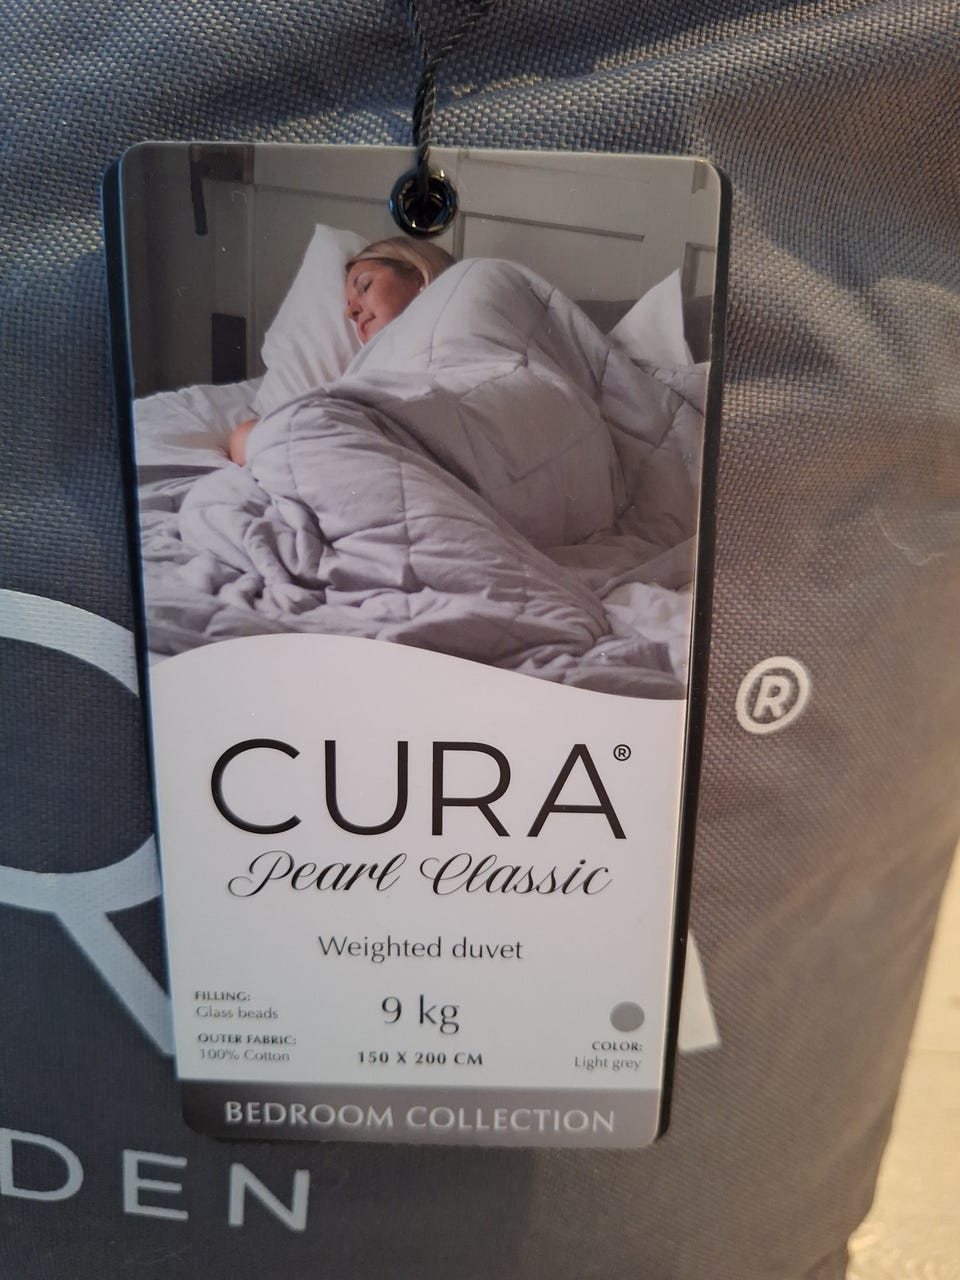 CURA®
Pearl Classic
Weighted duvet
FILLING:
Glass beads
9 kg
OUTER FABRIC:
100% Cotton
150 X 200 CM
COLOR:
Light grey
BEDROOM COLLECTION
R
®
DEN